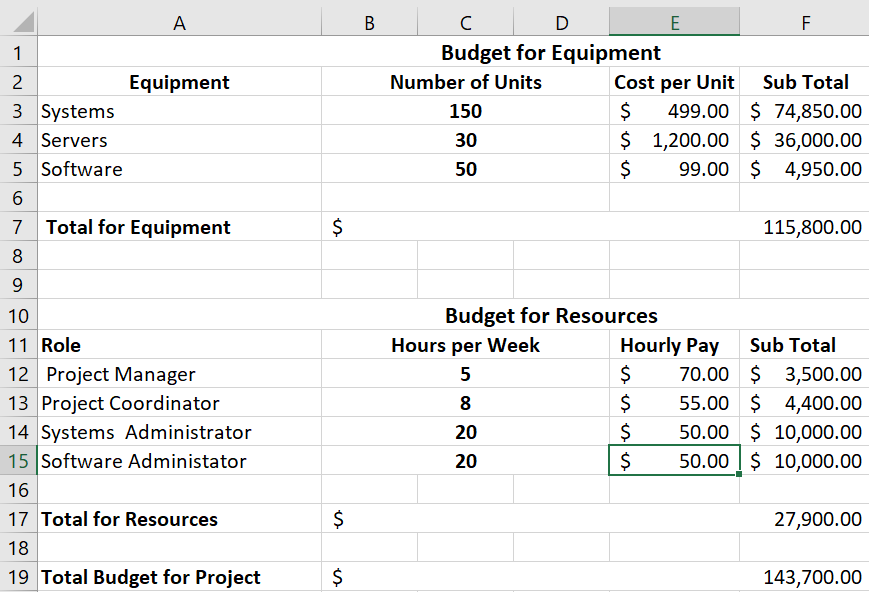 A B C D E F
1 Budget for Equipment
2 Equipment Number of Units Cost per Unit Sub Total
3 Systems 150 $ 499.00 $ 74,850.00
4 Servers 30 $ 1,200.00 $ 36,000.00
5 Software 50 $ 99.00 $ 4,950.00
6
7 Total for Equipment $ 115,800.00
8
9
10 Budget for Resources
11 Role Hours per Week Hourly Pay Sub Total
12 Project Manager 5 $ 70.00 $ 3,500.00
13 Project Coordinator 8 $ 55.00 $ 4,400.00
14 Systems Administrator 20 $ 50.00 $ 10,000.00
15 Software Administator 20 $ 50.00 $ 10,000.00
16
17 Total for Resources $ 27,900.00
18
19 Total Budget for Project $ 143,700.00